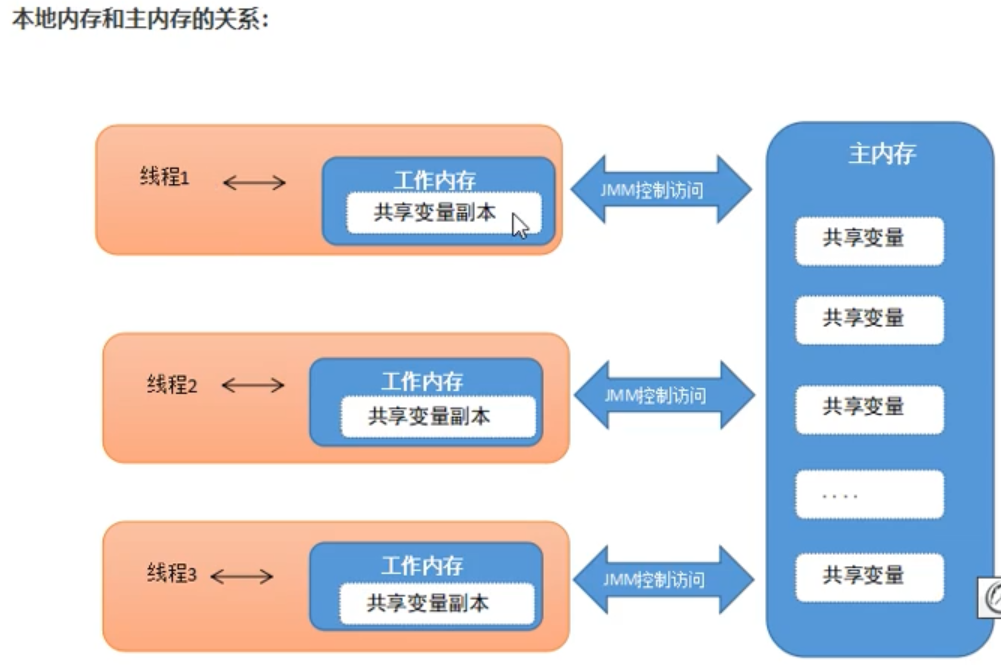 本地内存和主内存的关系：
线程1
工作内存
共享变量副本
JMM控制访问
主内存
共享变量
共享变量
共享变量
....
共享变量
线程2
工作内存
共享变量副本
JMM控制访问
线程3
工作内存
共享变量副本
JMM控制访问